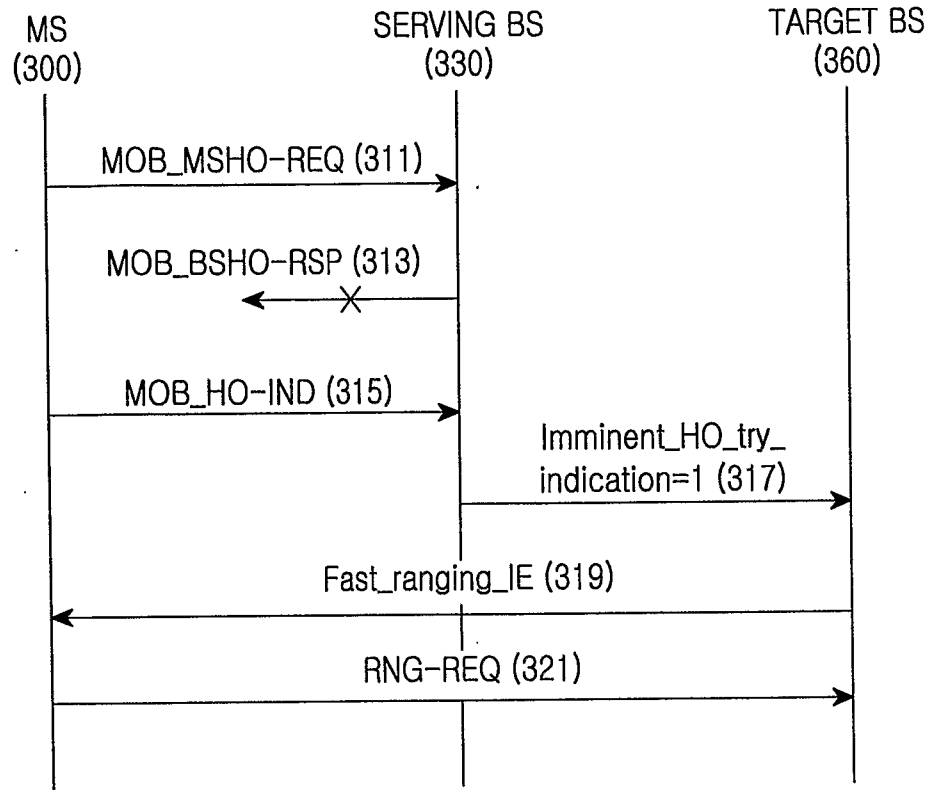 MS
(300)
SERVING BS
(330)
TARGET BS
(360)
MOB_MSHO-REQ (311)
MOB_BSHO-RSP (313)
MOB_HO-IND (315)
Imminent_HO_try_
indication=1 (317)
Fast_ranging_IE (319)
RNG-REQ (321)